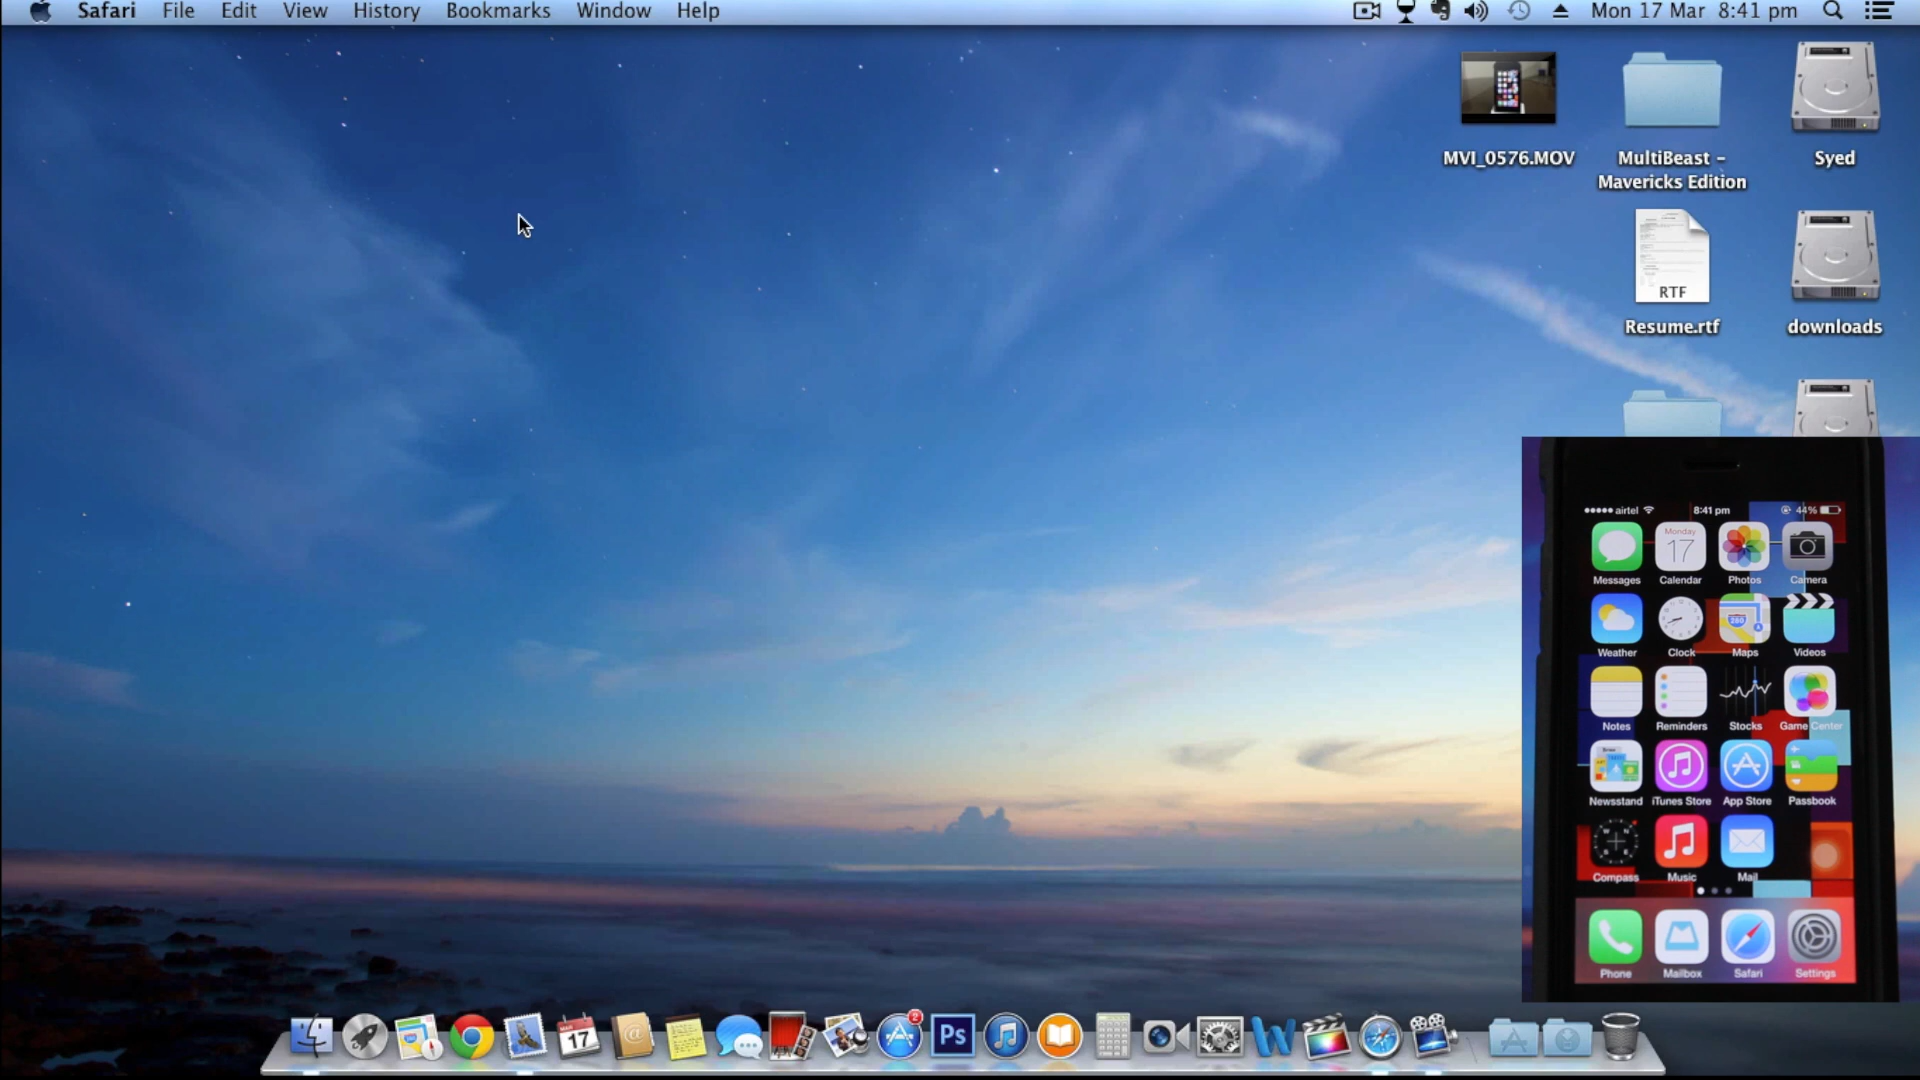 Safari File Edit View History Bookmarks Window Help
Mon 17 Mar 8:41 pm
MVI_0576.MOV
MultiBeast -
Mavericks Edition
Syed
RTF
Resume.rtf
downloads
airtel 8:41 pm 44%
Monday
17
Messages Calendar Photos Camera
280
Weather Clock Maps Videos
Notes Reminders Stocks Game Center
Newsstand iTunes Store App Store Passbook
Compass Music Mail
Phone Mailbox Safari Settings
MAR
17
@
2
Ps
W